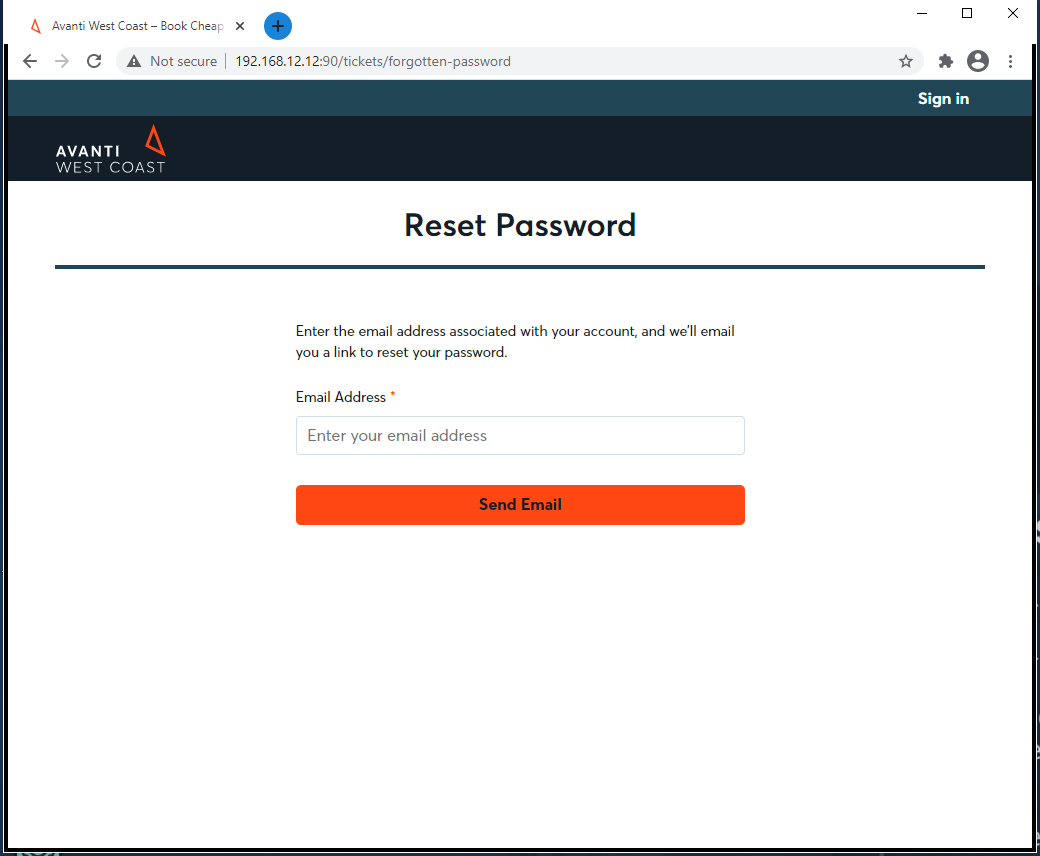 Avanti West Coast – Book Cheap
Not secure 192.168.12.12:90/tickets/forgotten-password
Sign in
AVANTI
WEST COAST
Reset Password
Enter the email address associated with your account, and we'll email
you a link to reset your password.
Email Address *
Enter your email address
Send Email